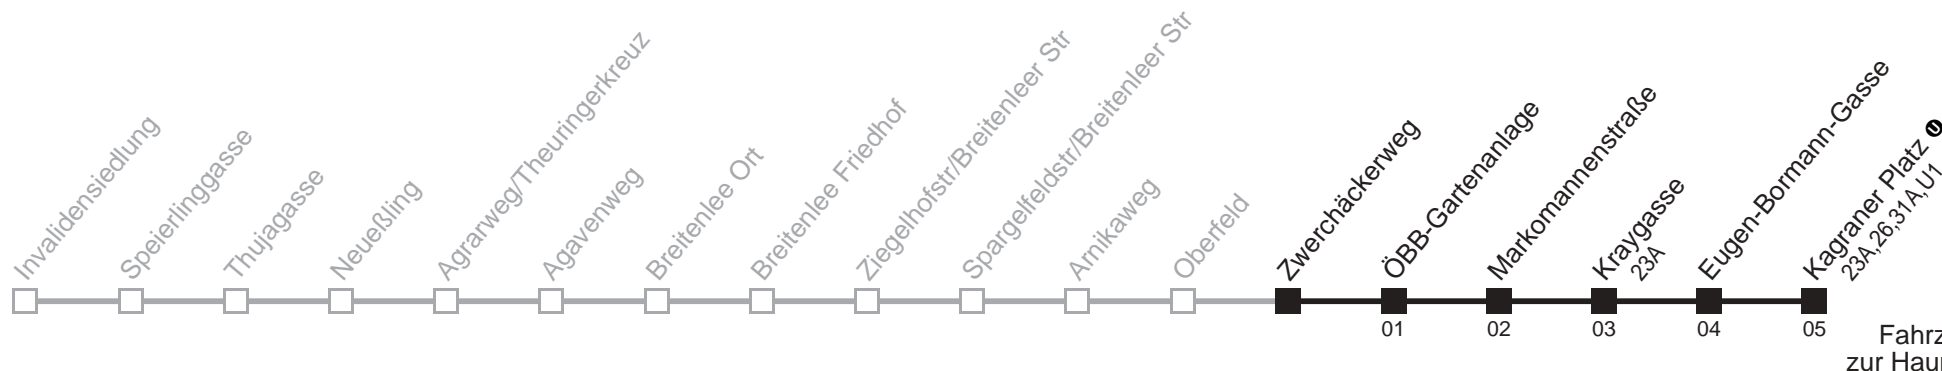 Invalidensiedlung
Speierlinggasse
Thujagasse
Neueßling
Agrarweg/Theuringerkreuz
Agavenweg
Breitenlee Ort
Breitenlee Friedhof
Ziegelhofstr/Breitenleer Str
Spargelfeldstr/Breitenleer Str
Arnikaweg
Oberfeld
Zwerchäckerweg
ÖBB-Gartenanlage
Markomannenstraße
Kraygasse
23A
Eugen-Bormann-Gasse
Kagraner Platz U
23A,26,31A,U1
01
02
03
04
05